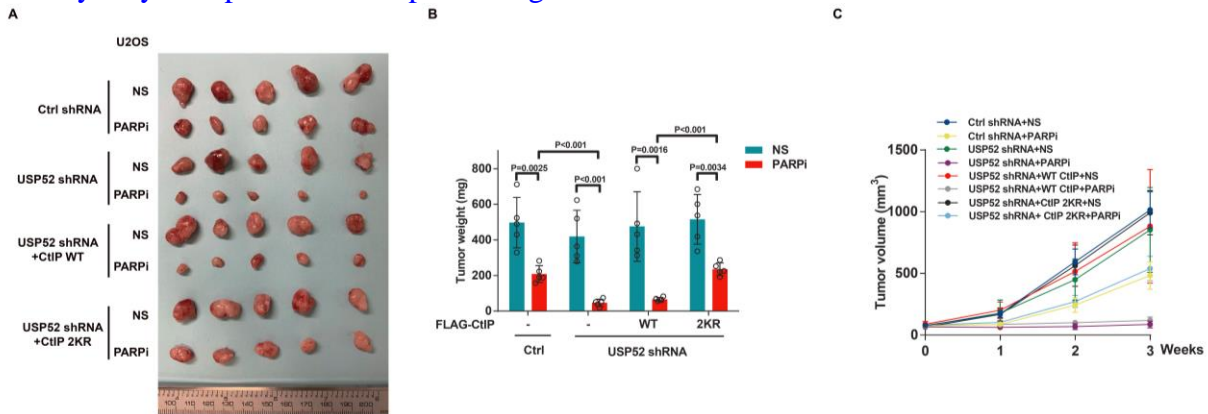 A
U2OS
Ctrl shRNA
NS
PARPi
USP52 shRNA
NS
PARPi
USP52 shRNA
+CtIP WT
NS
PARPi
USP52 shRNA
+CtIP 2KR
NS
PARPi
B
NS
PARPi
P<0.001
P<0.001
P=0.0025
P<0.001
P=0.0016
P=0.0034
Tumor weight (mg)
800
600
400
200
0
FLAG-CtIP
-
-
WT
2KR
Ctrl
USP52 shRNA
C
Ctrl shRNA+NS
Ctrl shRNA+PARPi
USP52 shRNA+NS
USP52 shRNA+PARPi
USP52 shRNA+WT CtIP+NS
USP52 shRNA+WT CtIP+PARPi
USP52 shRNA+CtIP 2KR+NS
USP52 shRNA+ CtIP 2KR+PARPi
Tumor volume (mm³)
1500
1000
500
0
0 1 2 3 Weeks